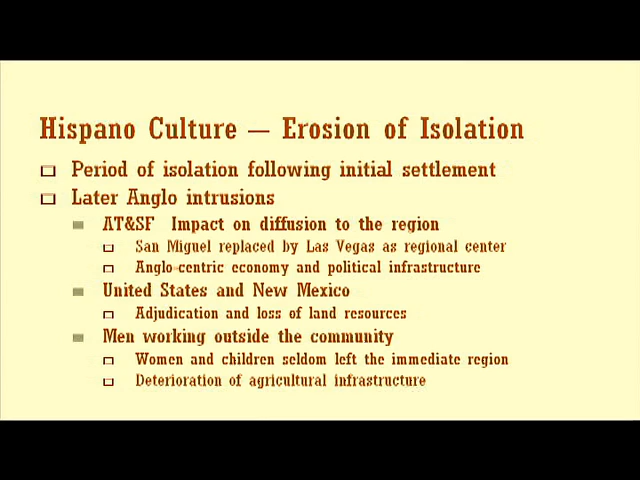 Hispano Culture — Erosion of Isolation
Period of isolation following initial settlement
Later Anglo intrusions
AT&SF Impact on diffusion to the region
San Miguel replaced by Las Vegas as regional center
Anglo-centric economy and political infrastructure
United States and New Mexico
Adjudication and loss of land resources
Men working outside the community
Women and children seldom left the immediate region
Deterioration of agricultural infrastructure